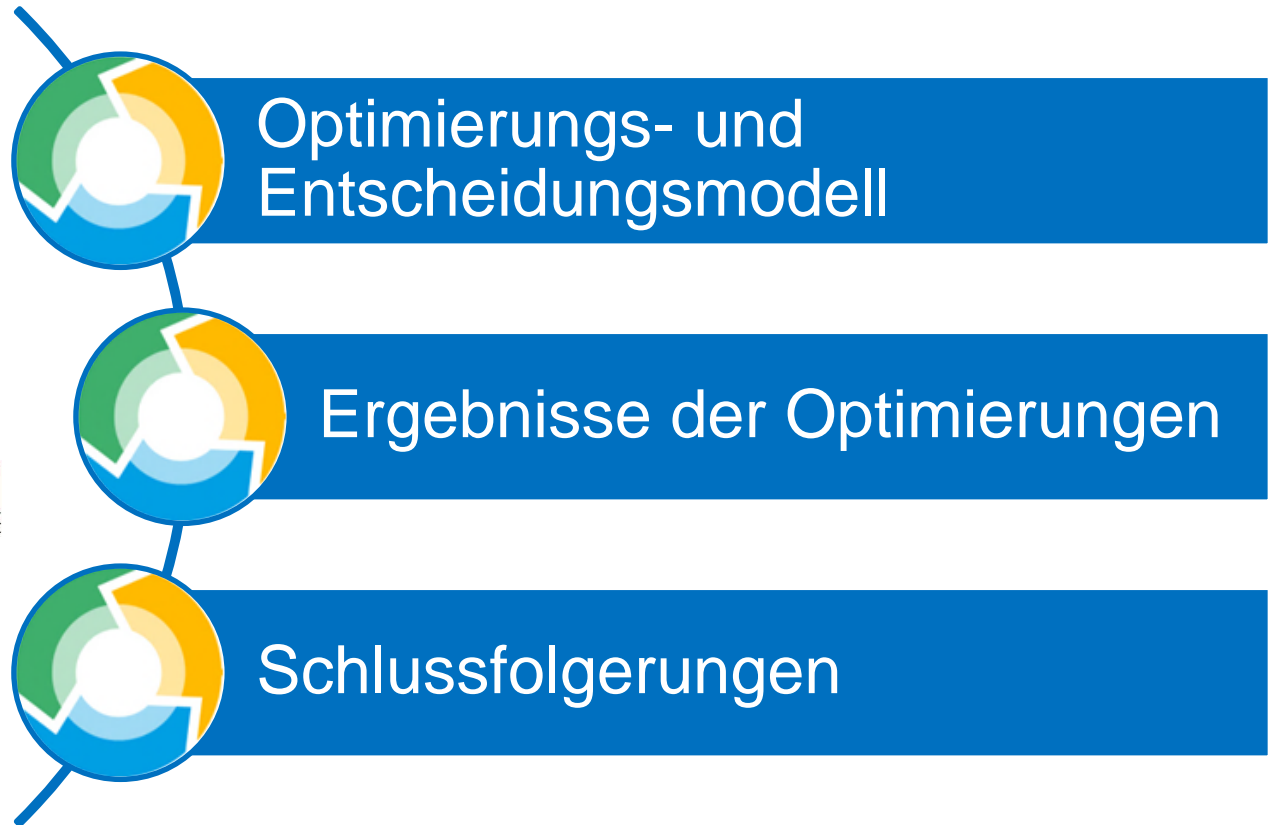 Optimierungs- und
Entscheidungsmodell
Ergebnisse der Optimierungen
Schlussfolgerungen